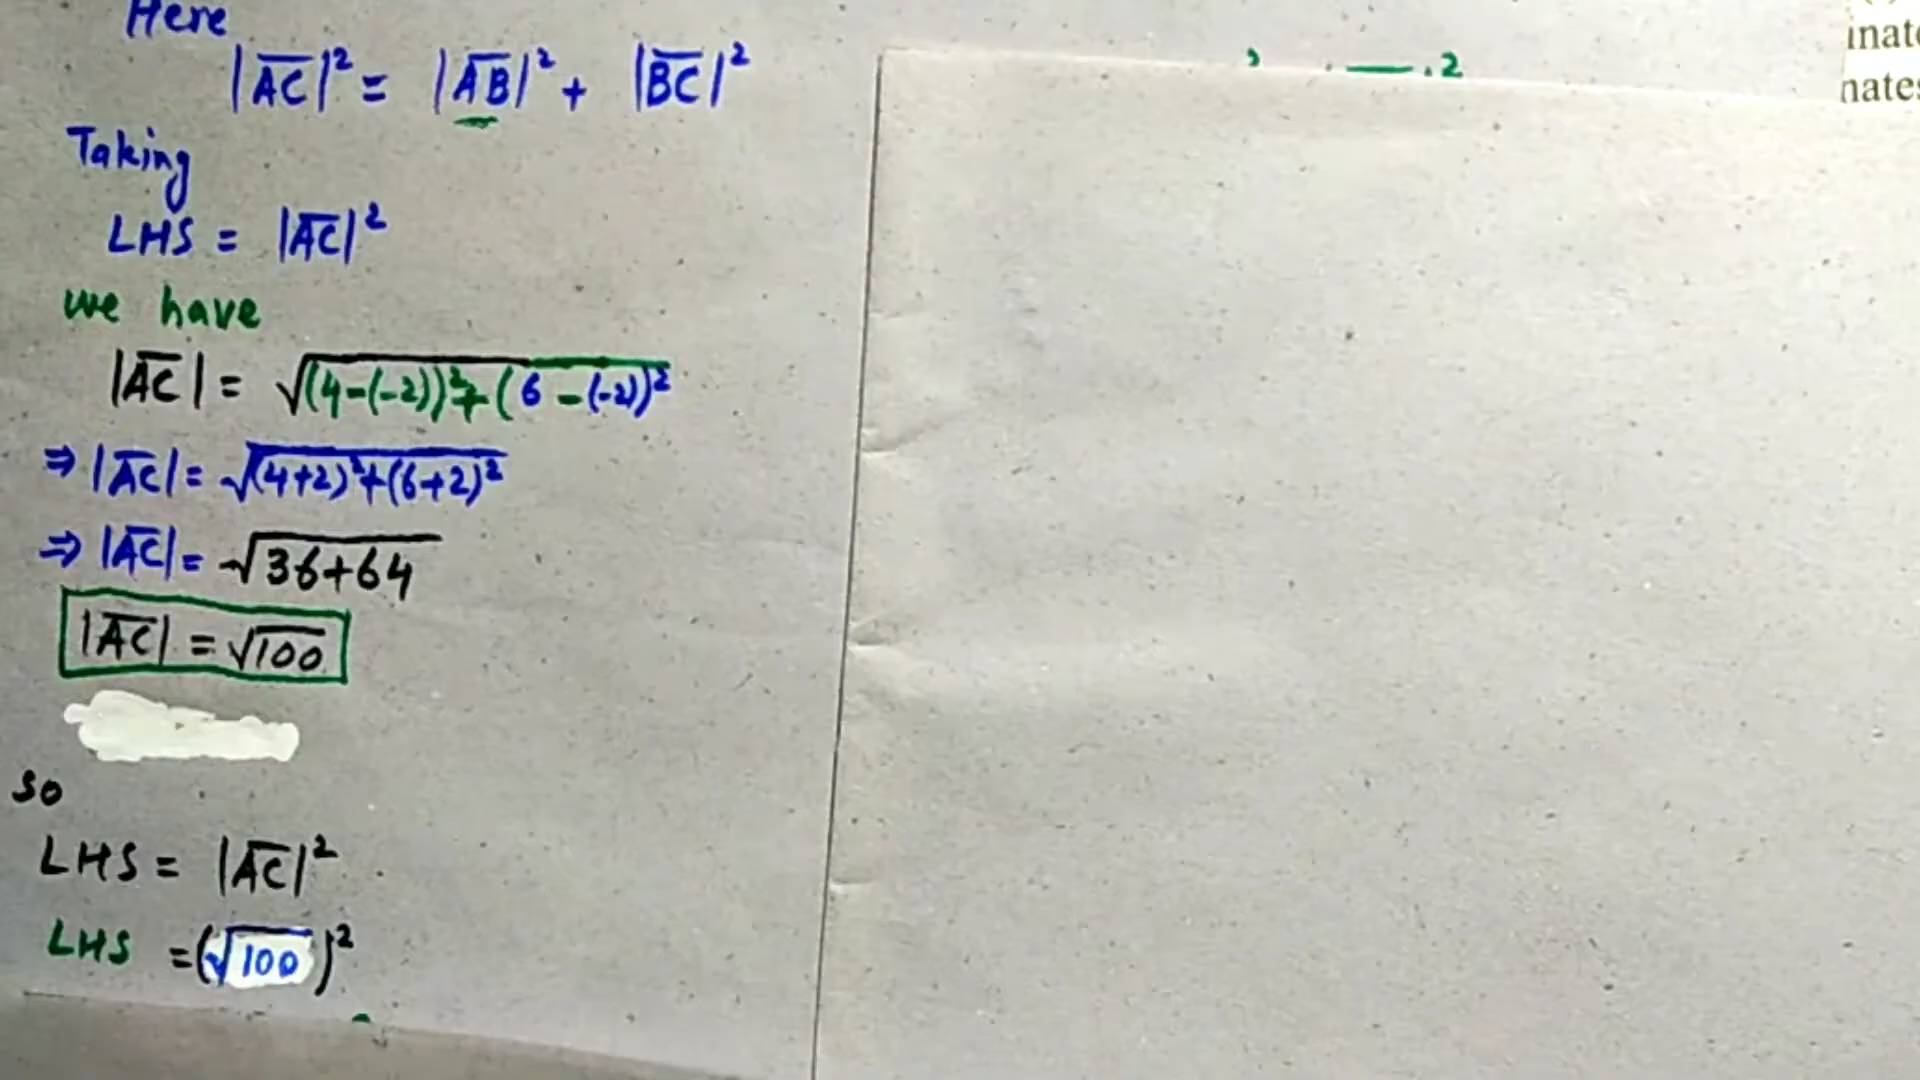 Here
|AC|² = |AB|² + |BC|²
Taking
LHS = |AC|²
we have
|AC| = √(4-(-2))²+(6-(-2))²
⇒ |AC| = √(4+2)²+(6+2)²
⇒ |AC| = √36+64
|AC| = √100
so
LHS = |AC|²
LHS = (√100)²